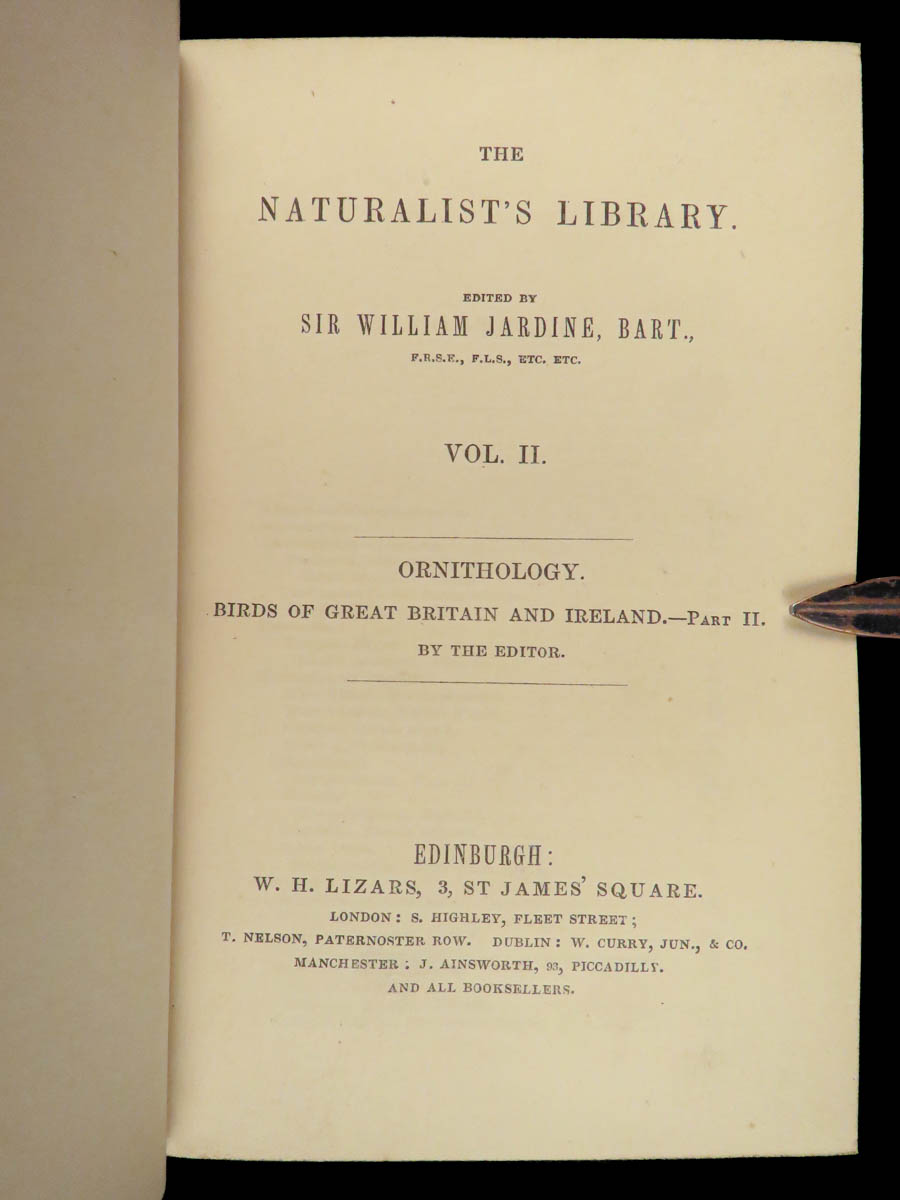 THE
NATURALIST'S LIBRARY.
EDITED BY
SIR WILLIAM JARDINE, BART.,
F.R.S.E., F.L.S., ETC. ETC.
VOL. II.
ORNITHOLOGY.
BIRDS OF GREAT BRITAIN AND IRELAND.—PART II.
BY THE EDITOR.
EDINBURGH:
W. H. LIZARS, 3, ST JAMES' SQUARE.
LONDON: S. HIGHLEY, FLEET STREET;
T. NELSON, PATERNOSTER ROW. DUBLIN: W. CURRY, JUN., & CO.
MANCHESTER: J. AINSWORTH, 93, PICCADILLY.
AND ALL BOOKSELLERS.